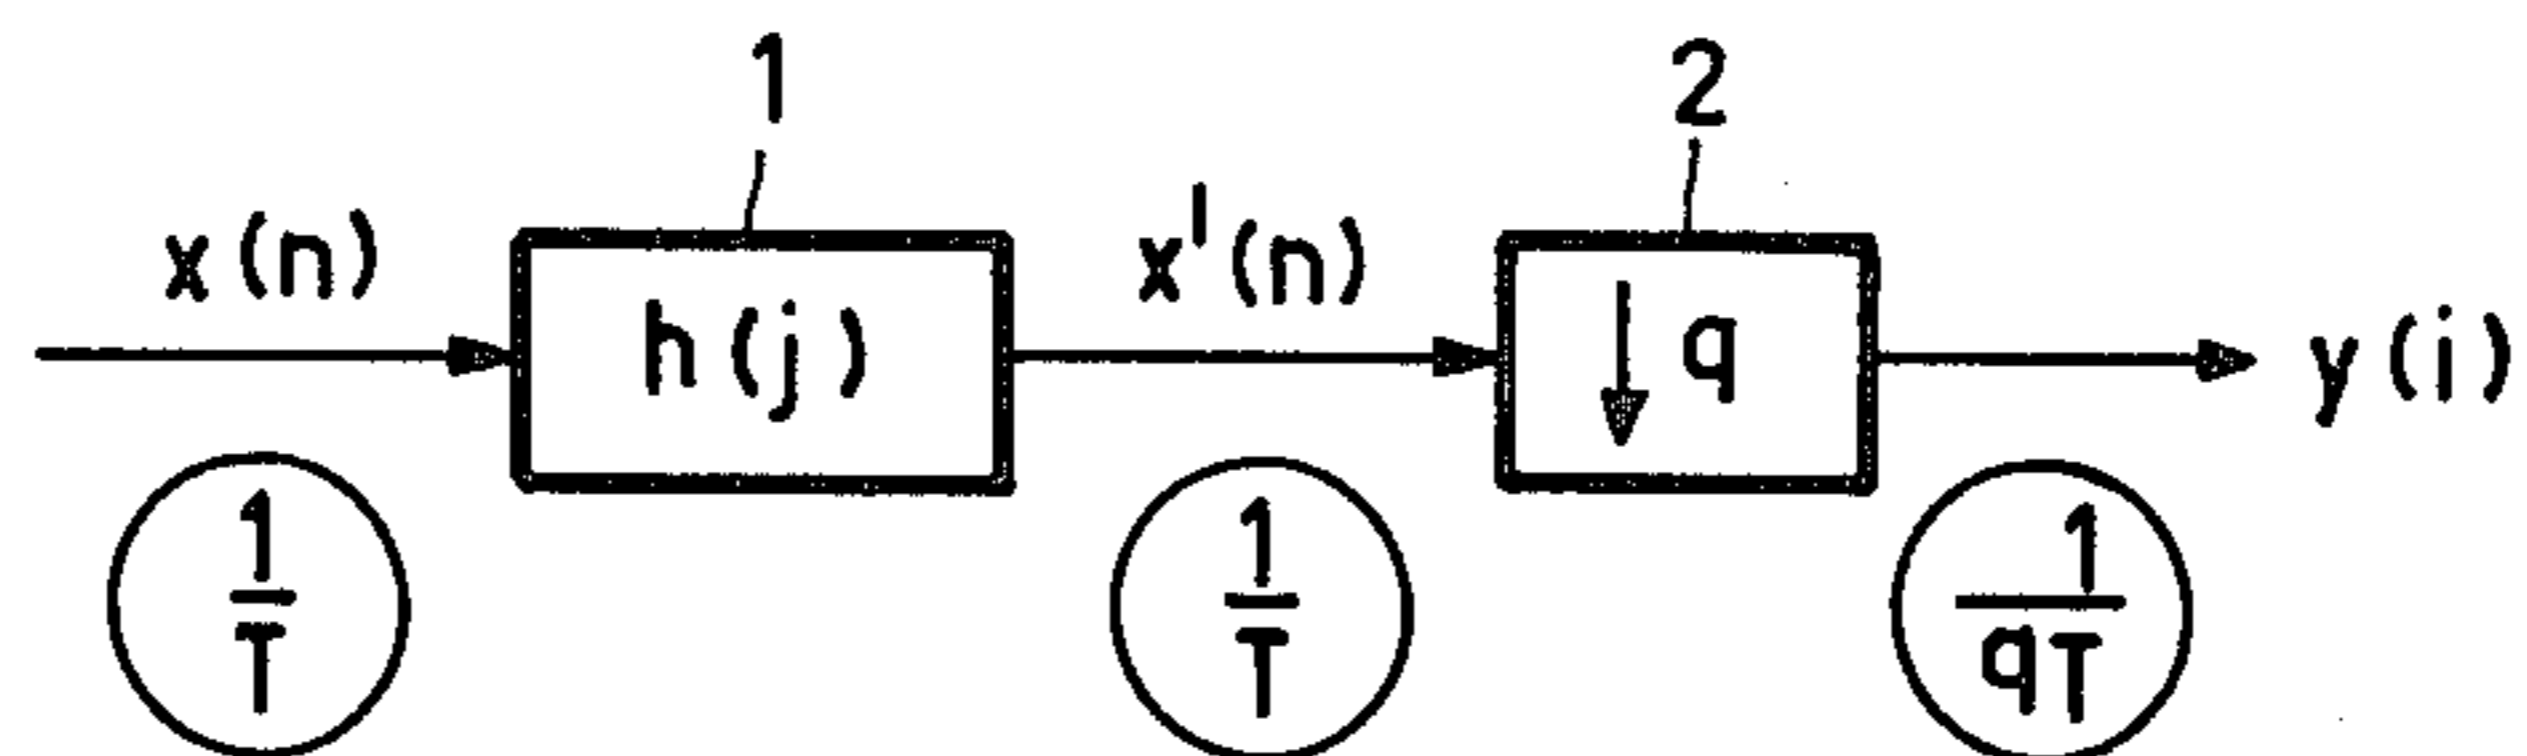 1
2
x(n)
h(j)
x'(n)
↓ q
y(i)
1/T
1/T
1/qT